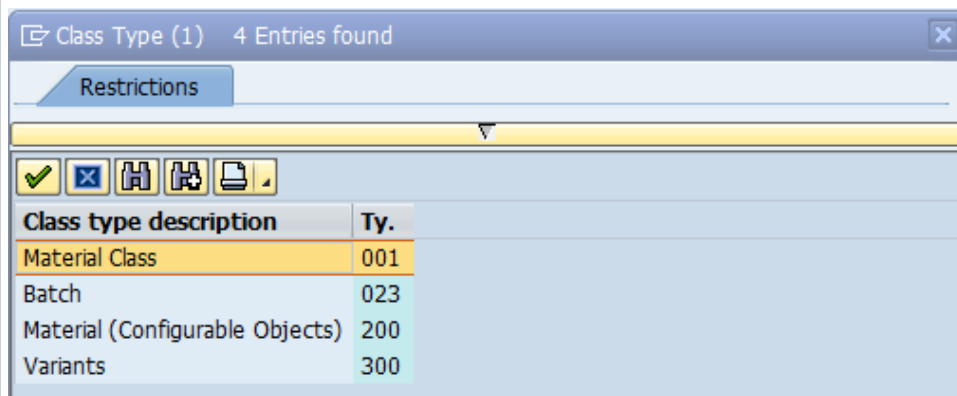 Class Type (1) 4 Entries found
Restrictions
Class type description Ty.
Material Class 001
Batch 023
Material (Configurable Objects) 200
Variants 300